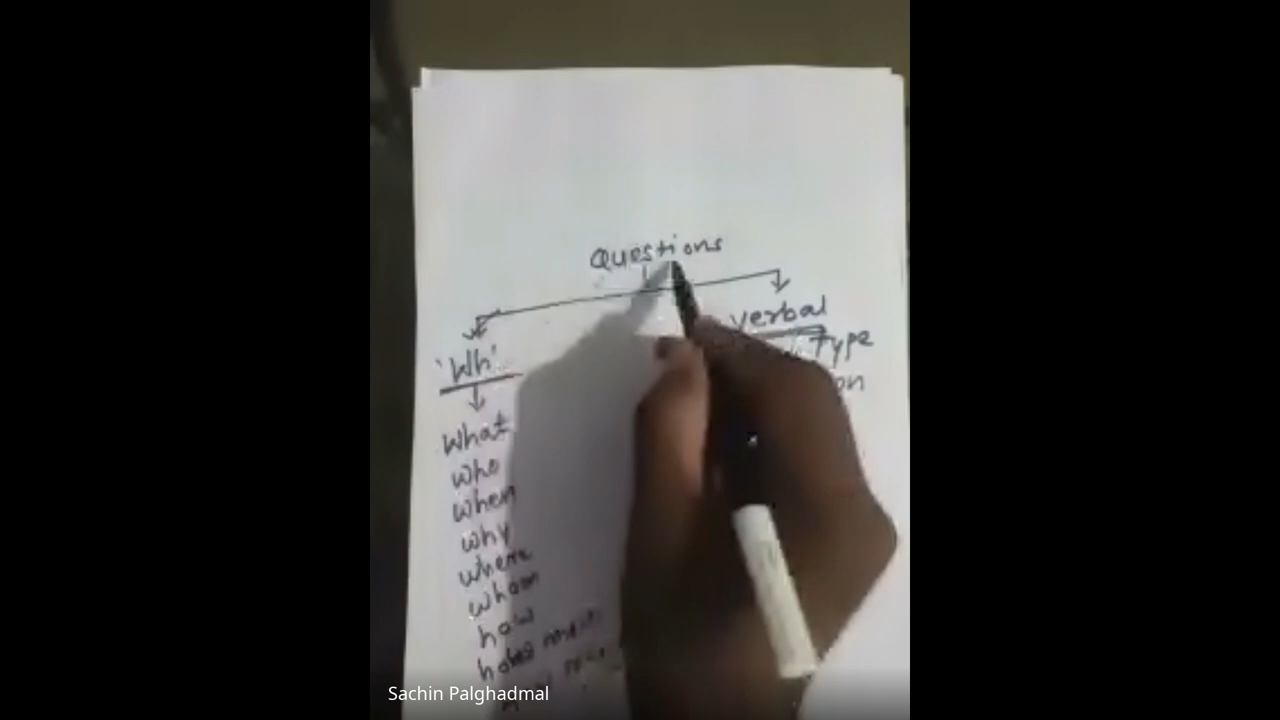 Questions
'Wh'
verbal
Type
What
who
when
why
where
whom
how
Sachin Palghadmal